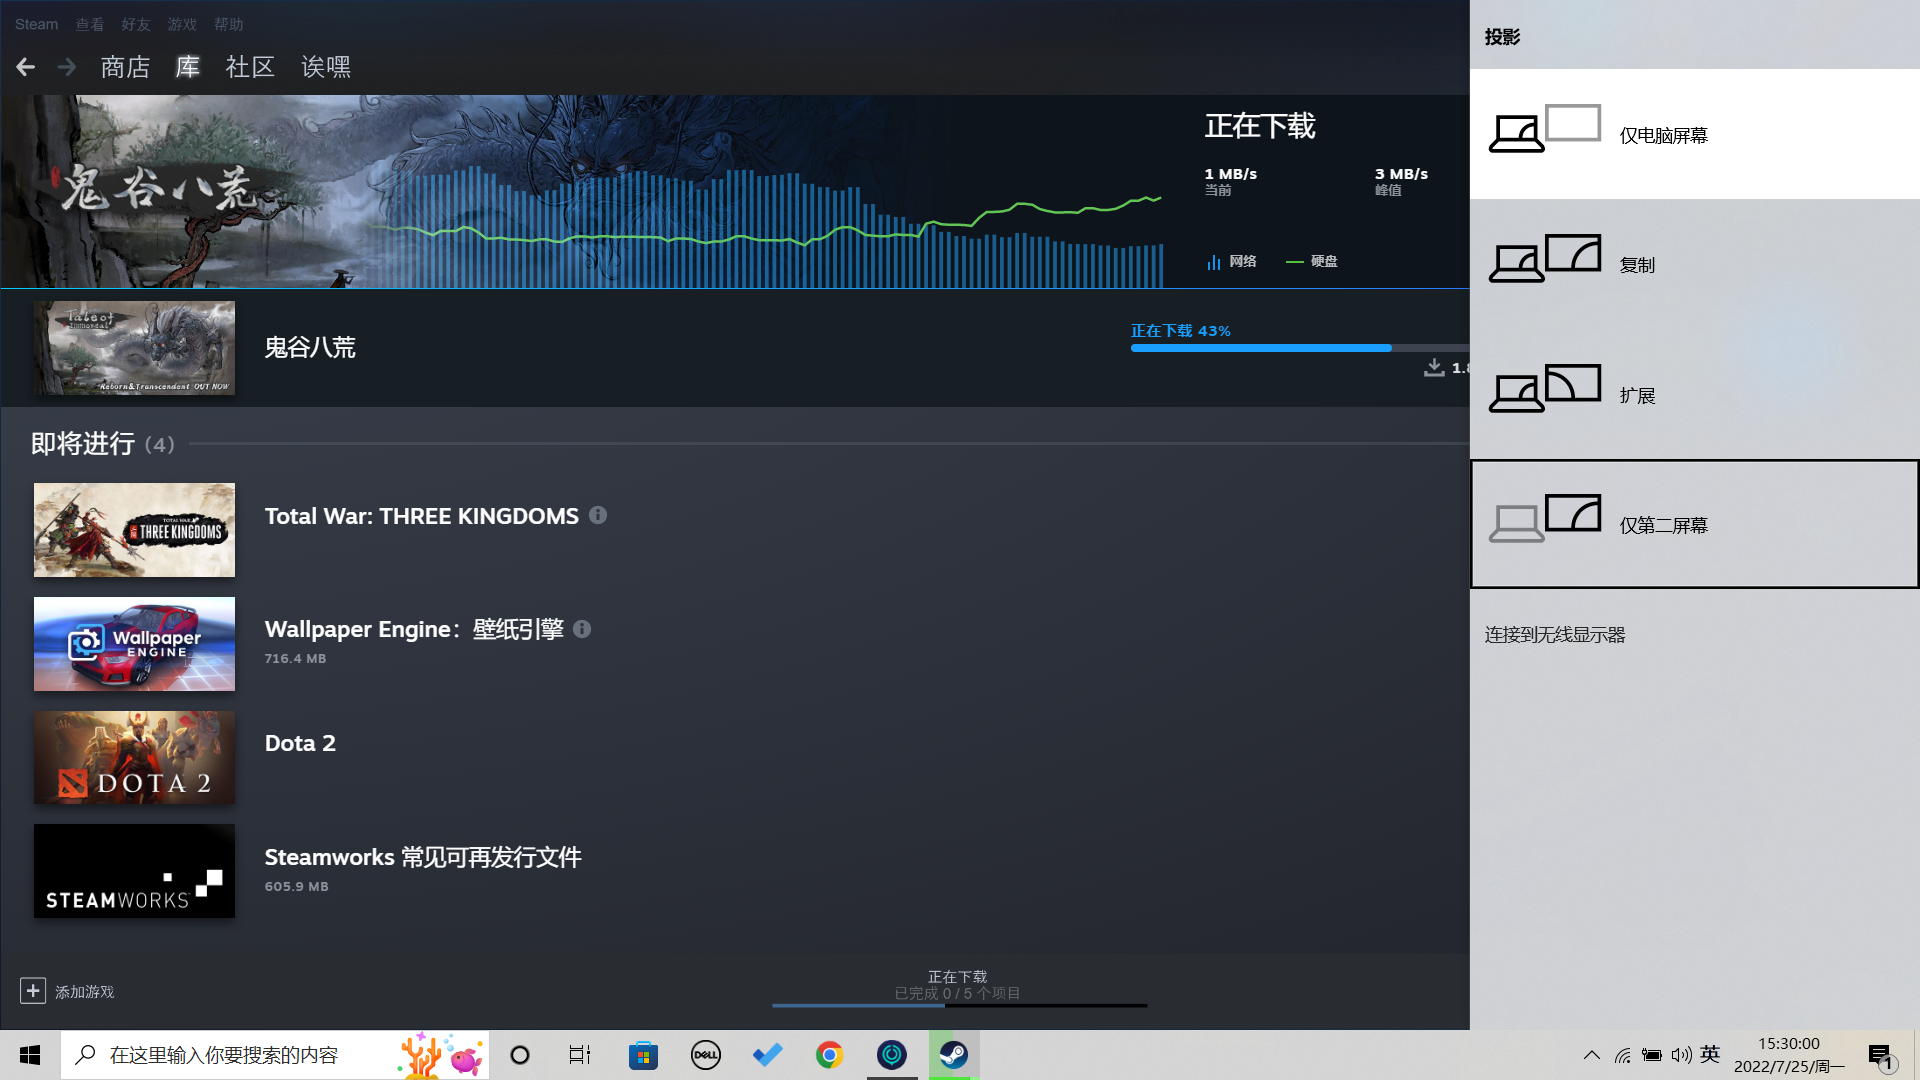 Steam 查看 好友 游戏 帮助
商店 库 社区 诶嘿
鬼谷八荒
正在下载
1 MB/s 3 MB/s
当前 峰值
网络 硬盘
Tale of
Immortal
Reborn&Transcendent OUT NOW
鬼谷八荒
正在下载 43%
1.8
即将进行 (4)
TOTAL WAR
THREE KINGDOMS
Total War: THREE KINGDOMS
Wallpaper
ENGINE
Wallpaper Engine：壁纸引擎
716.4 MB
DOTA 2
Dota 2
STEAMWORKS
Steamworks 常见可再发行文件
605.9 MB
添加游戏
正在下载
已完成 0 / 5 个项目
投影
仅电脑屏幕
复制
扩展
仅第二屏幕
连接到无线显示器
在这里输入你要搜索的内容
DELL
英
15:30:00
2022/7/25/周一
1